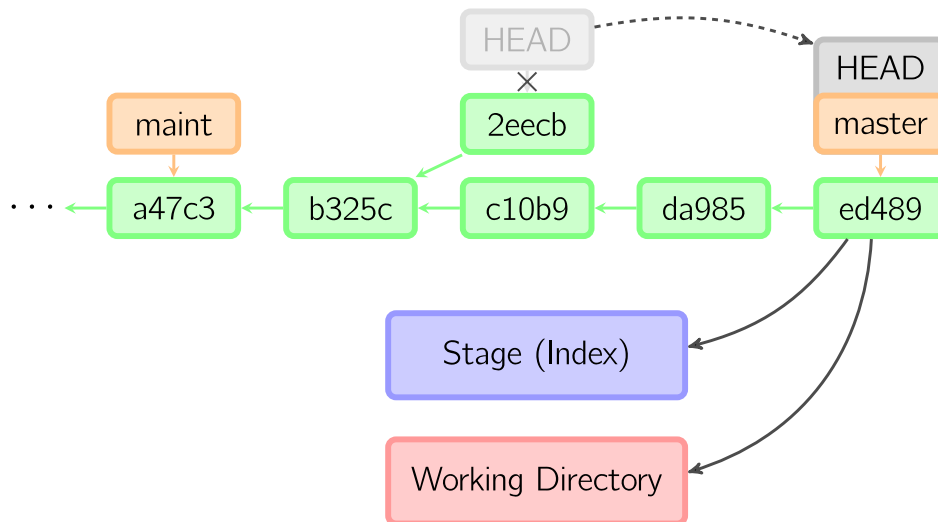 HEAD
HEAD
maint
2eecb
master
...
a47c3
b325c
c10b9
da985
ed489
Stage (Index)
Working Directory